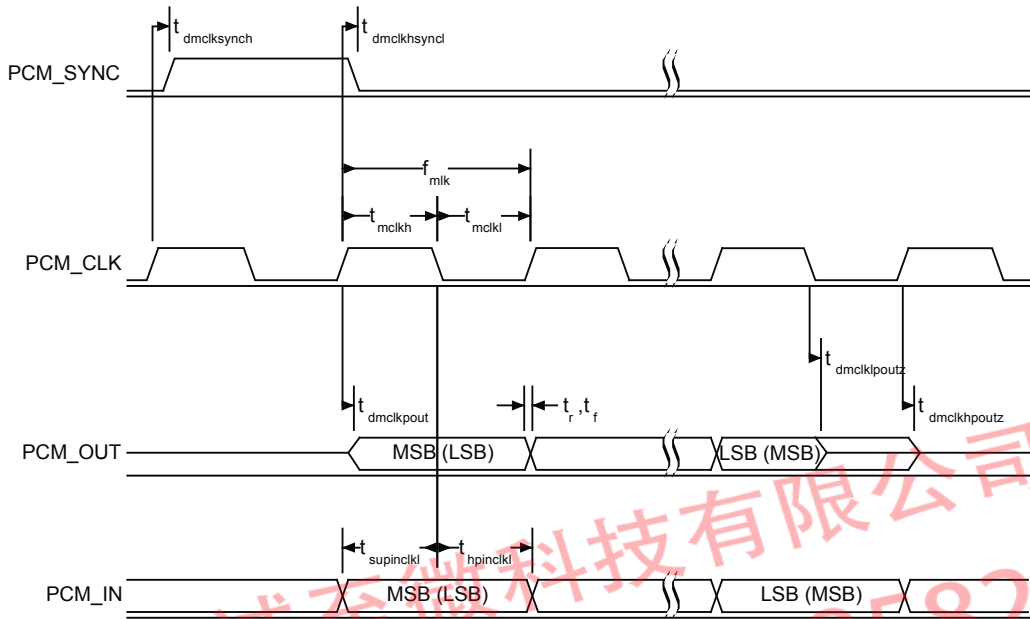 t dmclksynch
t dmclkhsyncl
PCM_SYNC
f mlk
t mclkh
t mclkl
PCM_CLK
t dmclklpoutz
t dmclkpout
t r ,t f
t dmclkhpoutz
PCM_OUT
MSB (LSB)
LSB (MSB)
t supinclkl
t hpinclkl
PCM_IN
MSB (LSB)
LSB (MSB)
至微科技有限公司